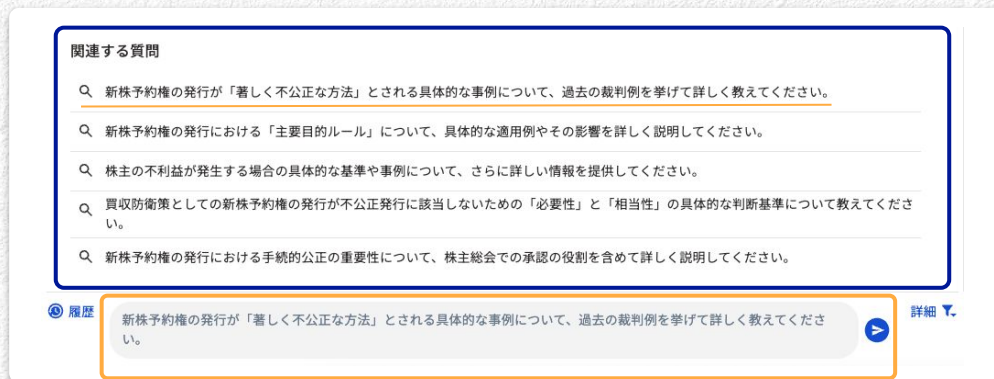 関連する質問
新株予約権の発行が「著しく不公正な方法」とされる具体的な事例について、過去の裁判例を挙げて詳しく教えてください。
新株予約権の発行における「主要目的ルール」について、具体的な適用例やその影響を詳しく説明してください。
株主の不利益が発生する場合の具体的な基準や事例について、さらに詳しい情報を提供してください。
買収防衛策としての新株予約権の発行が不公正発行に該当しないための「必要性」と「相当性」の具体的な判断基準について教えてくださ
い。
新株予約権の発行における手続的公正の重要性について、株主総会での承認の役割を含めて詳しく説明してください。
履歴
新株予約権の発行が「著しく不公正な方法」とされる具体的な事例について、過去の裁判例を挙げて詳しく教えてくださ
い。
詳細